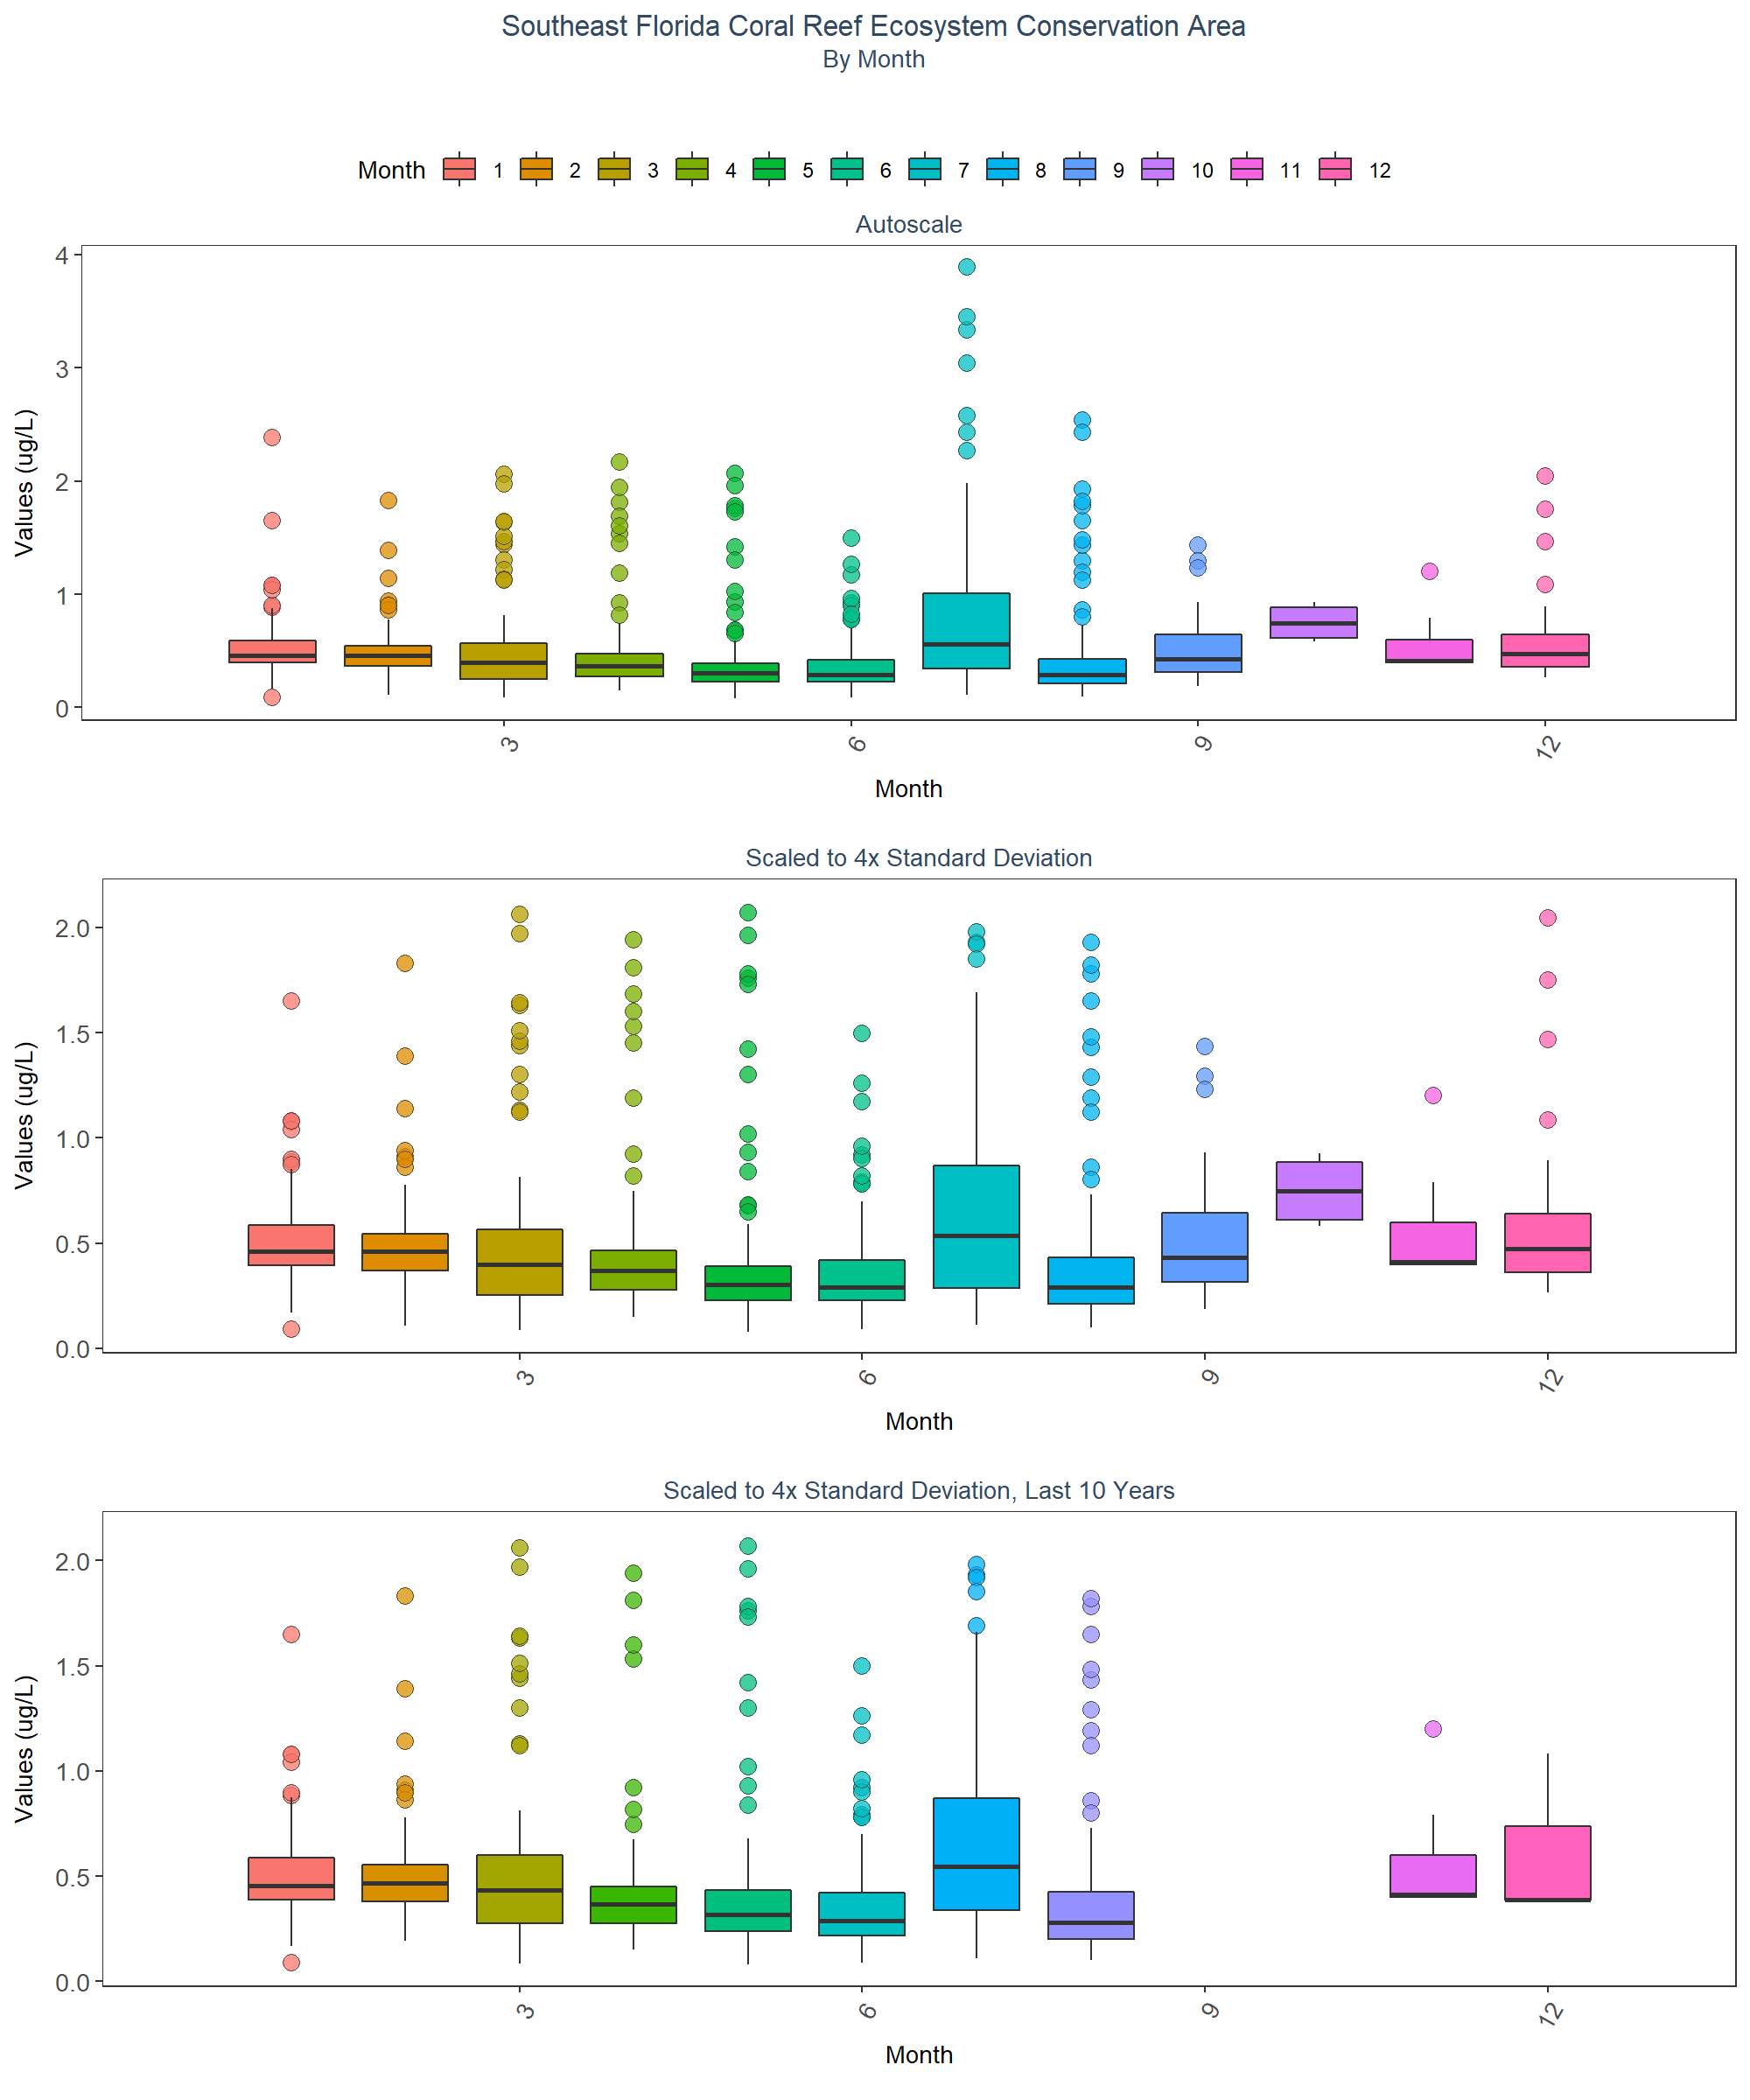 Southeast Florida Coral Reef Ecosystem Conservation Area
By Month
Month 1 2 3 4 5 6 7 8 9 10 11 12
Autoscale
Values (ug/L)
4
3
2
1
0
3 6 9 12
Month
Scaled to 4x Standard Deviation
Values (ug/L)
2.0
1.5
1.0
0.5
0.0
3 6 9 12
Month
Scaled to 4x Standard Deviation, Last 10 Years
Values (ug/L)
2.0
1.5
1.0
0.5
0.0
3 6 9 12
Month